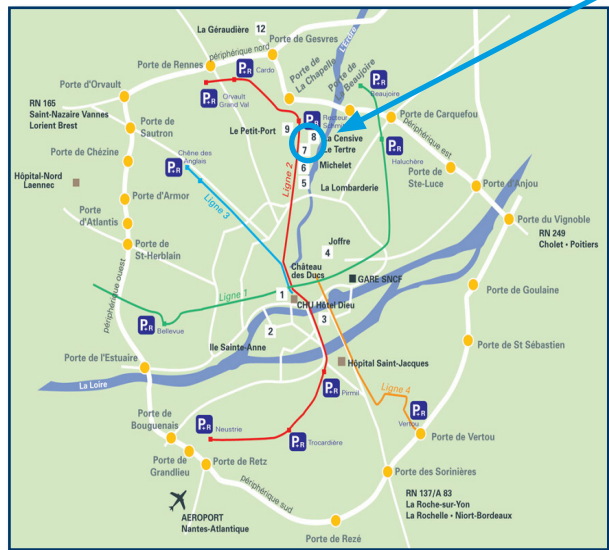 La Géraudière 12
périphérique nord
Porte de Gesvres
L'Erdre
Porte de Rennes
P+R
Cardo
Porte de
La Chapelle
Porte de
La Beaujoire
P+R
Beaujoire
Porte d'Orvault
P+R
Orvault
Grand Val
RN 165
Saint-Nazaire Vannes
Lorient Brest
Porte de
Sautron
Le Petit-Port
9
P+R
8
La Censive
7
Le Tertre
Porte de Carquefou
périphérique est
Porte de Chézine
Chêne des
Anglais
P+R
Ligne 2
6
Michelet
5
La Lombarderie
P+R
Haluchère
Porte de
Ste-Luce
Porte d'Anjou
Hôpital-Nord
Laennec
Porte d'Armor
Ligne 3
Porte
d'Atlantis
Porte du Vignoble
RN 249
Cholet • Poitiers
Porte de
St-Herblain
Joffre
4
Château
des Ducs
GARE SNCF
périphérique ouest
Ligne 1
1
CHU Hôtel Dieu
Porte de Goulaine
P+R
Bellevue
3
2
Ile Sainte-Anne
Porte de St Sébastien
Porte de l'Estuaire
Hôpital Saint-Jacques
La Loire
Ligne 4
P+R
Pirmil
Porte de
Bouguenais
P+R
Neustrie
P+R
Trocardière
P+R
Vertou
Porte de Vertou
Porte de
Grandlieu
Porte de Retz
Porte des Sorinières
périphérique sud
RN 137/A 83
La Roche-sur-Yon
La Rochelle • Niort-Bordeaux
AEROPORT
Nantes-Atlantique
Porte de Rezé